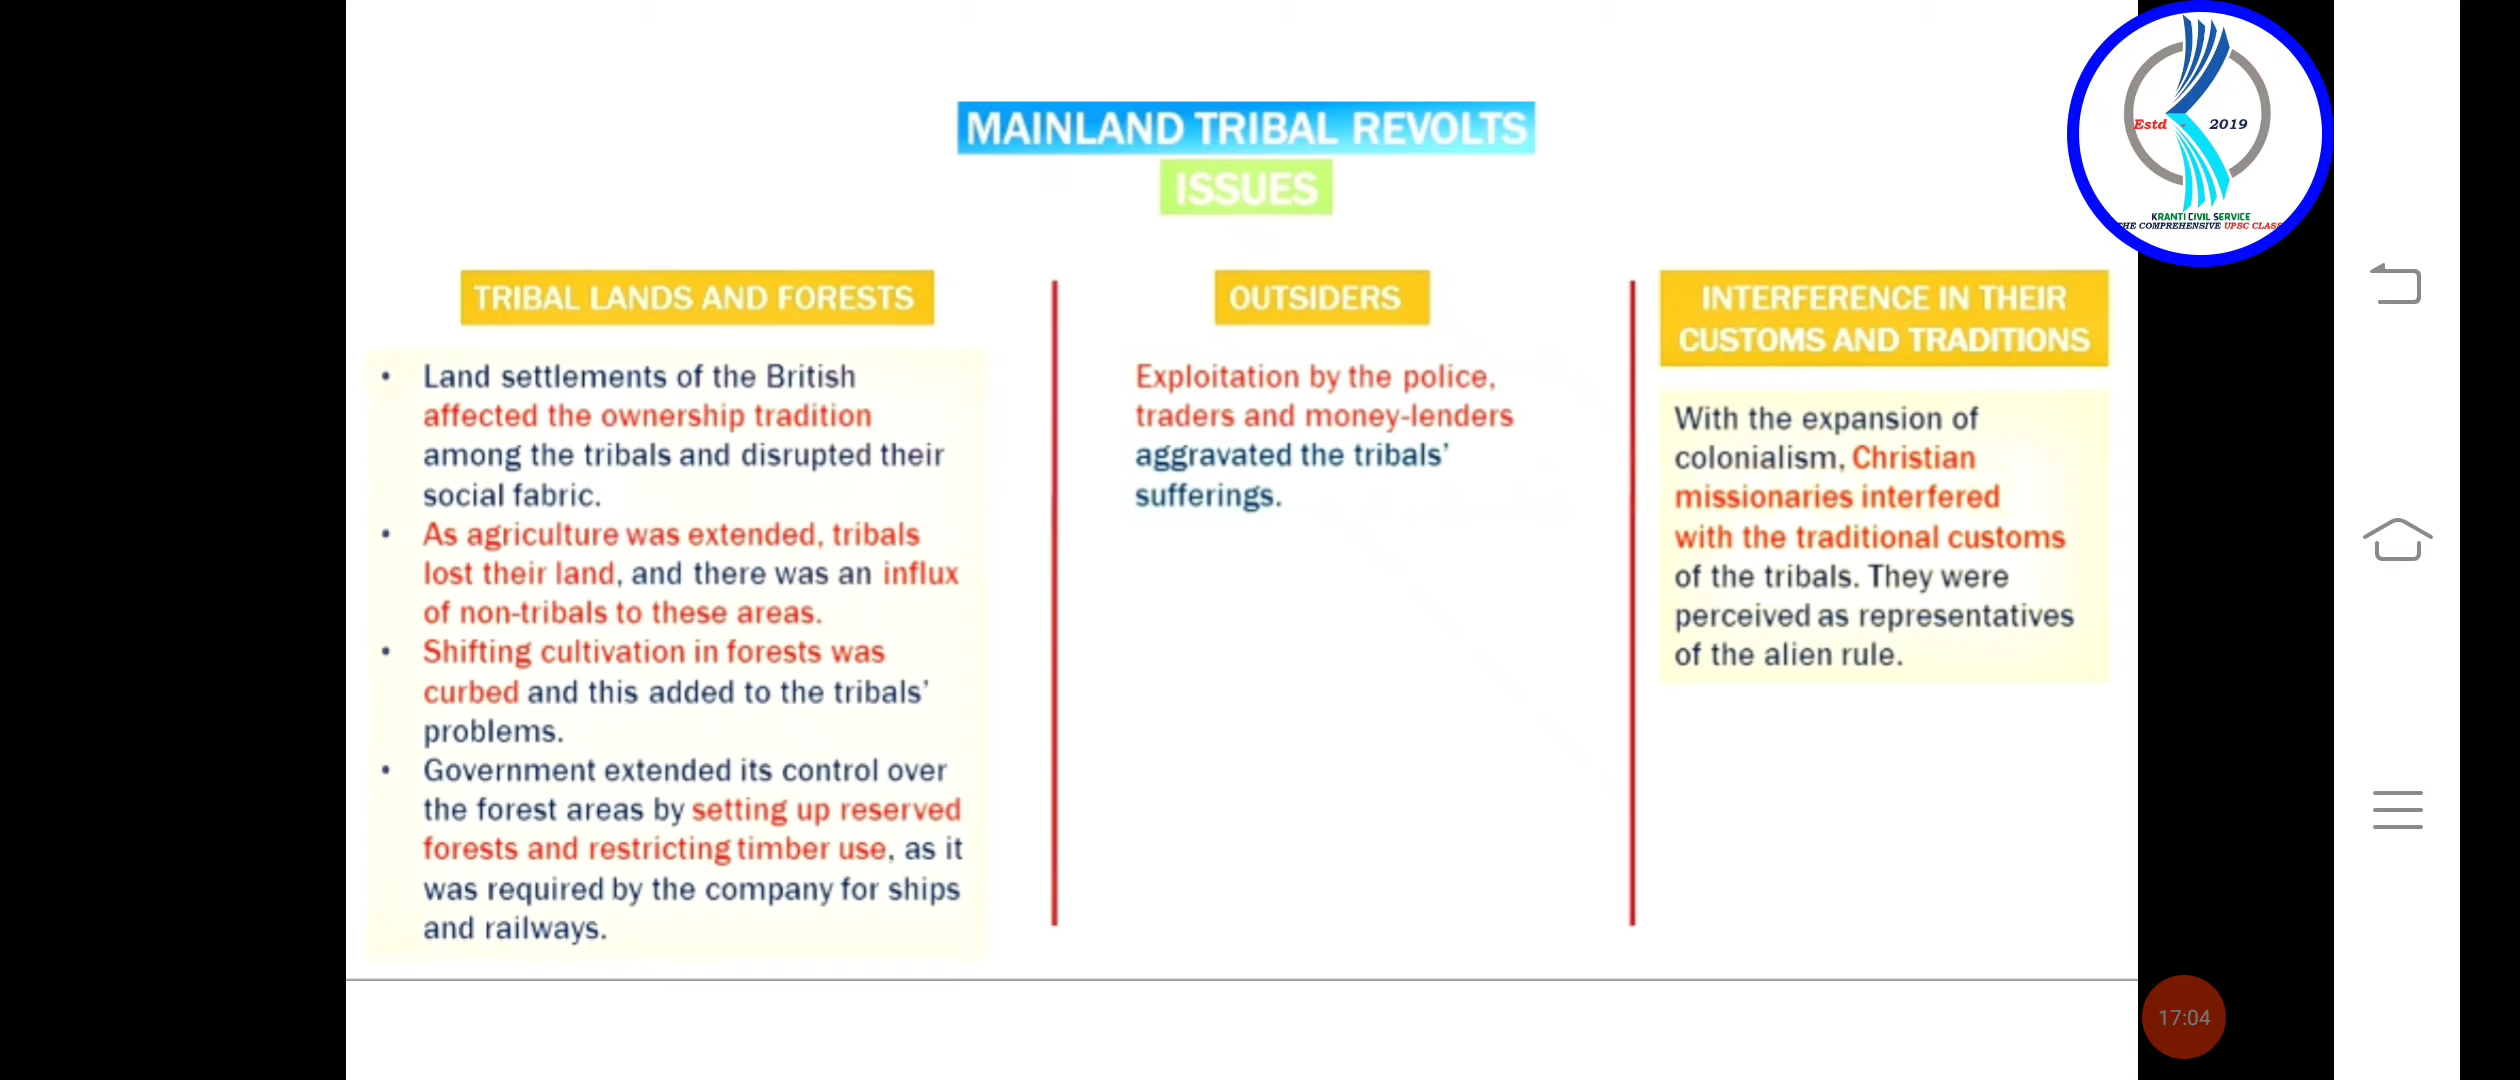 MAINLAND TRIBAL REVOLTS
ISSUES
TRIBAL LANDS AND FORESTS
• Land settlements of the British
affected the ownership tradition
among the tribals and disrupted their
social fabric.
• As agriculture was extended, tribals
lost their land, and there was an influx
of non-tribals to these areas.
• Shifting cultivation in forests was
curbed and this added to the tribals'
problems.
• Government extended its control over
the forest areas by setting up reserved
forests and restricting timber use, as it
was required by the company for ships
and railways.
OUTSIDERS
Exploitation by the police,
traders and money-lenders
aggravated the tribals'
sufferings.
INTERFERENCE IN THEIR
CUSTOMS AND TRADITIONS
With the expansion of
colonialism, Christian
missionaries interfered
with the traditional customs
of the tribals. They were
perceived as representatives
of the alien rule.
Estd - 2019
KRANTI CIVIL SERVICE
THE COMPREHENSIVE UPSC CLASS
17:04